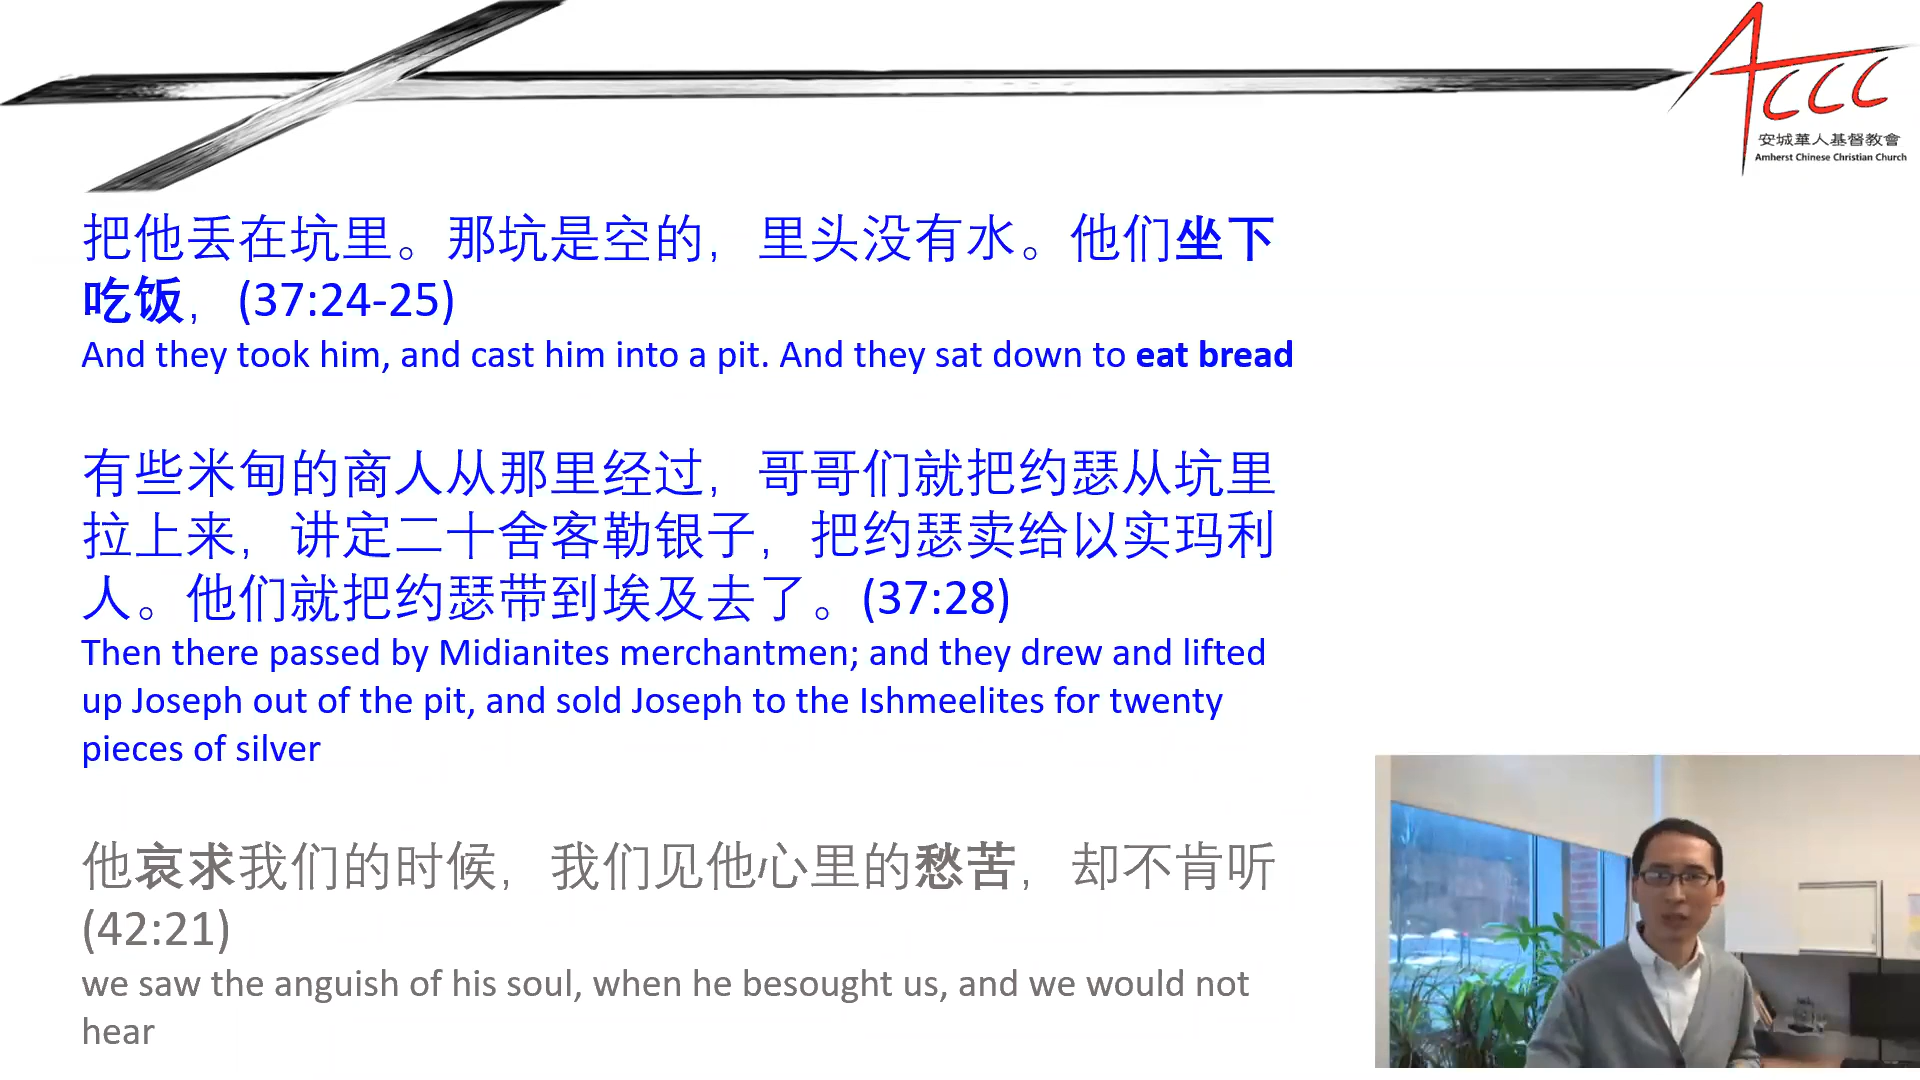 ACCC
安城華人基督教會
Amherst Chinese Christian Church
把他丢在坑里。那坑是空的，里头没有水。他们坐下
吃饭，(37:24-25)
And they took him, and cast him into a pit. And they sat down to eat bread
有些米甸的商人从那里经过，哥哥们就把约瑟从坑里
拉上来，讲定二十舍客勒银子，把约瑟卖给以实玛利
人。他们就把约瑟带到埃及去了。(37:28)
Then there passed by Midianites merchantmen; and they drew and lifted
up Joseph out of the pit, and sold Joseph to the Ishmeelites for twenty
pieces of silver
他哀求我们的时候，我们见他心里的愁苦，却不肯听
(42:21)
we saw the anguish of his soul, when he besought us, and we would not
hear